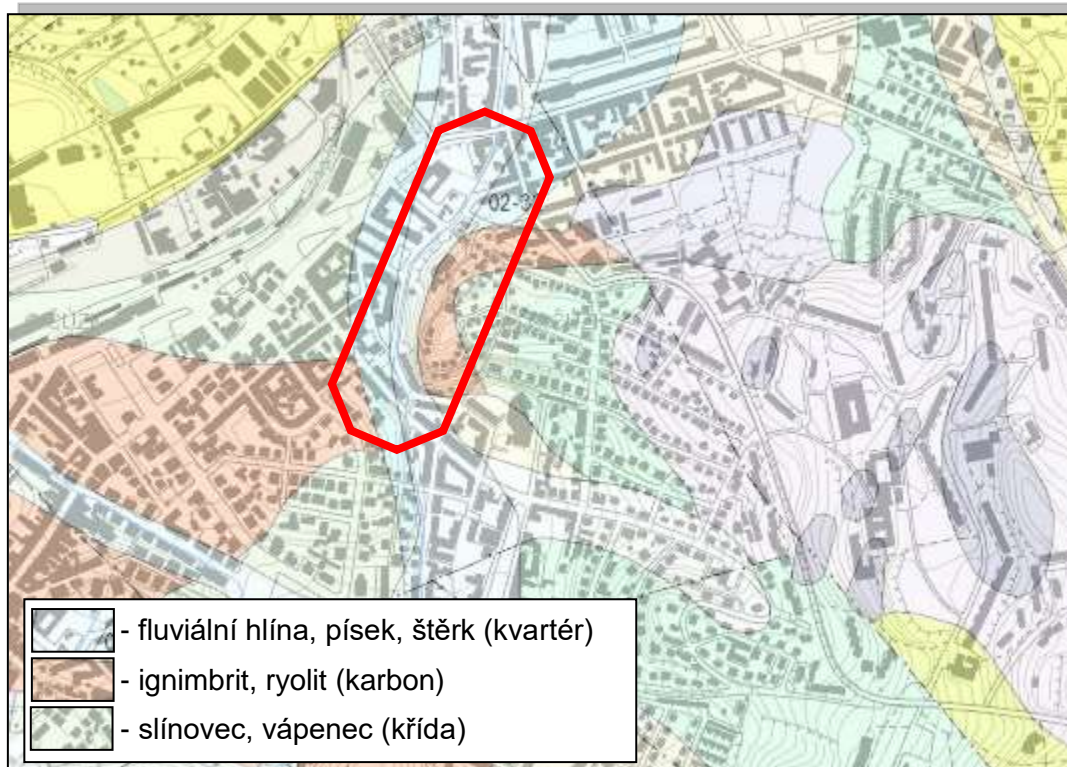 02-3
- fluviální hlína, písek, štěrk (kvartér)
- ignimbrit, ryolit (karbon)
- slínovec, vápenec (křída)